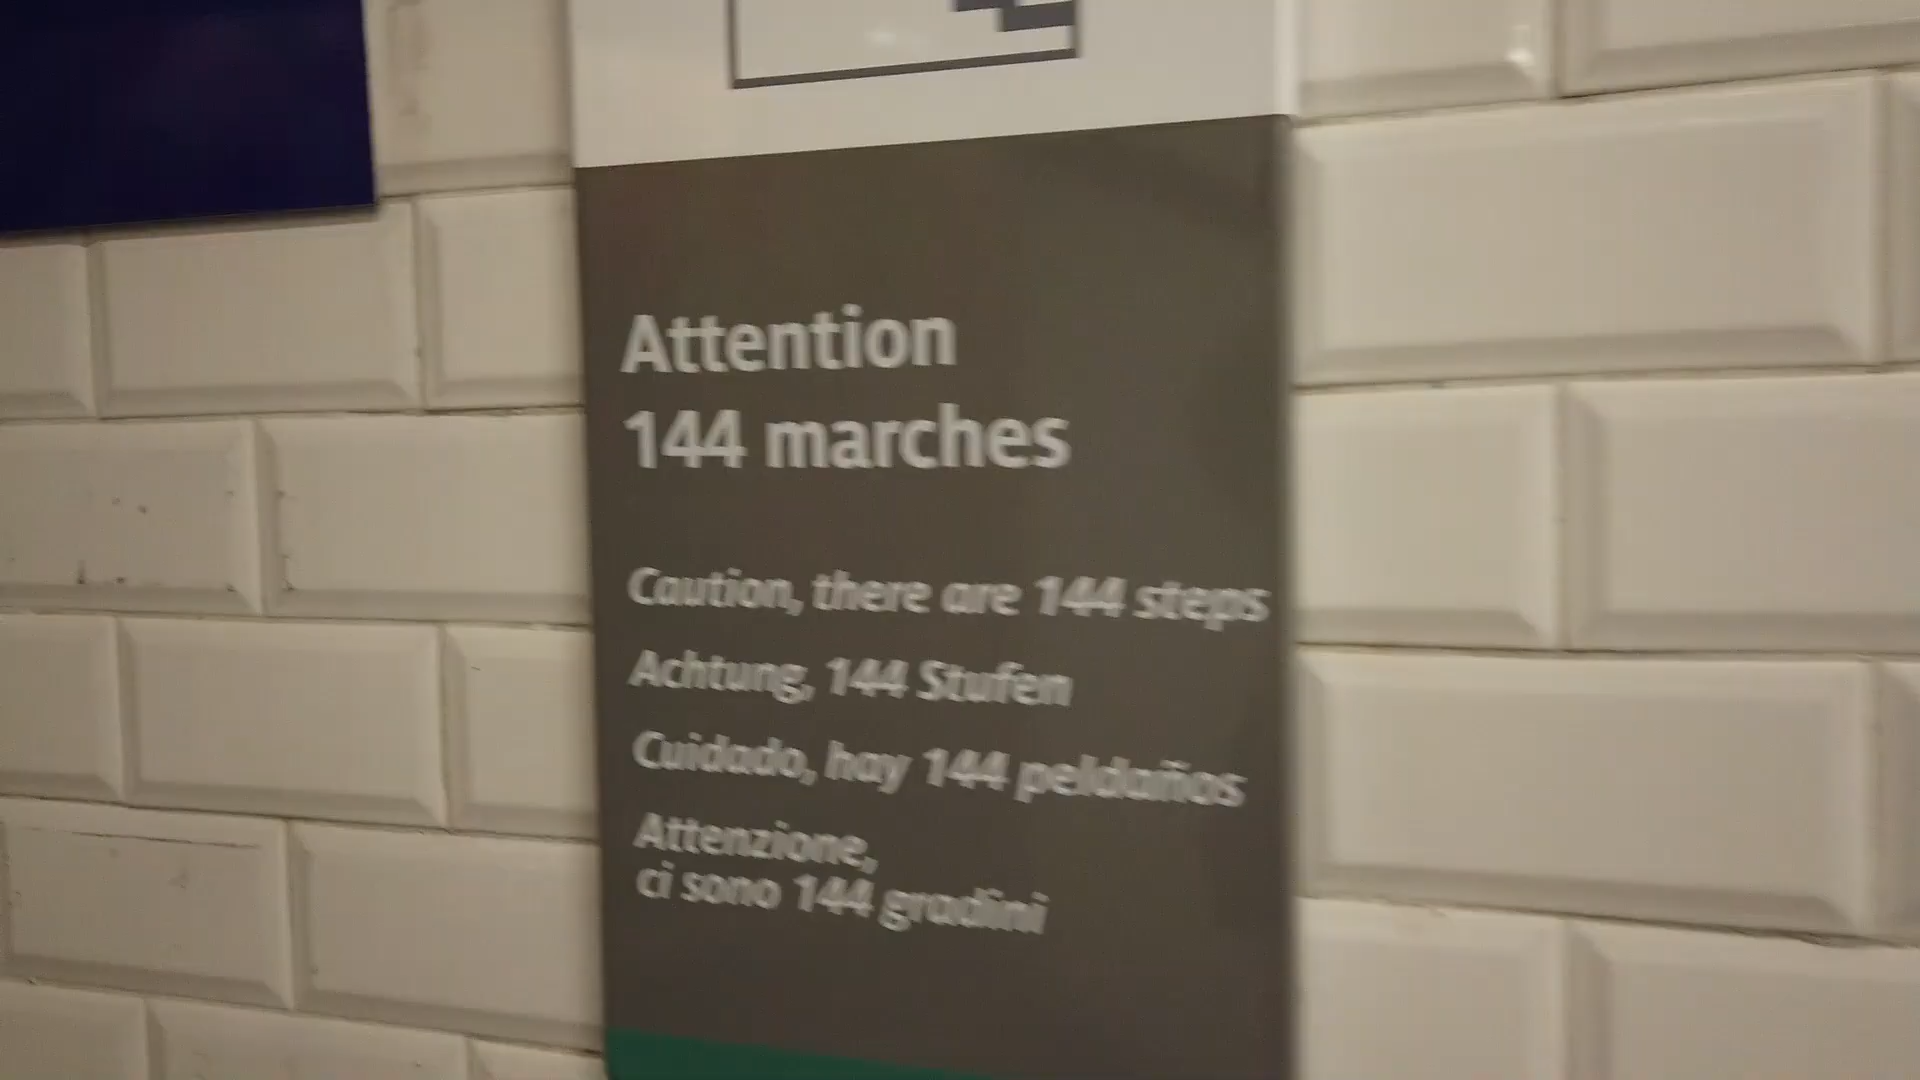 Attention
144 marches
Caution, there are 144 steps
Achtung, 144 Stufen
Cuidado, hay 144 peldaños
Attenzione,
ci sono 144 gradini